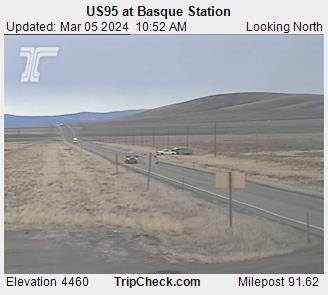 US95 at Basque Station
Updated: Mar 05 2024 10:52 AM Looking North
Elevation 4460 TripCheck.com Milepost 91.62